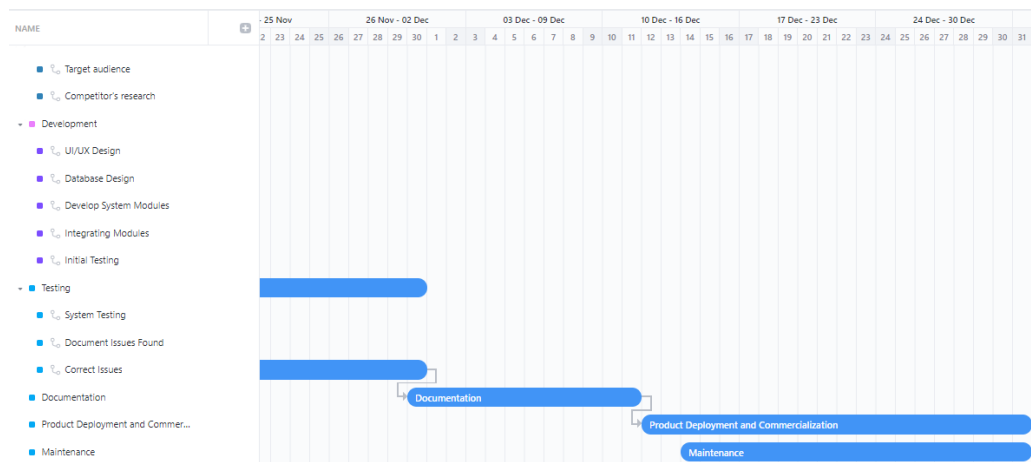 NAME
- 25 Nov 26 Nov - 02 Dec 03 Dec - 09 Dec 10 Dec - 16 Dec 17 Dec - 23 Dec 24 Dec - 30 Dec
2 23 24 25 26 27 28 29 30 1 2 3 4 5 6 7 8 9 10 11 12 13 14 15 16 17 18 19 20 21 22 23 24 25 26 27 28 29 30 31
Target audience
Competitor's research
Development
UI/UX Design
Database Design
Develop System Modules
Integrating Modules
Initial Testing
Testing
System Testing
Document Issues Found
Correct Issues
Documentation Documentation
Product Deployment and Commer... Product Deployment and Commercialization
Maintenance Maintenance